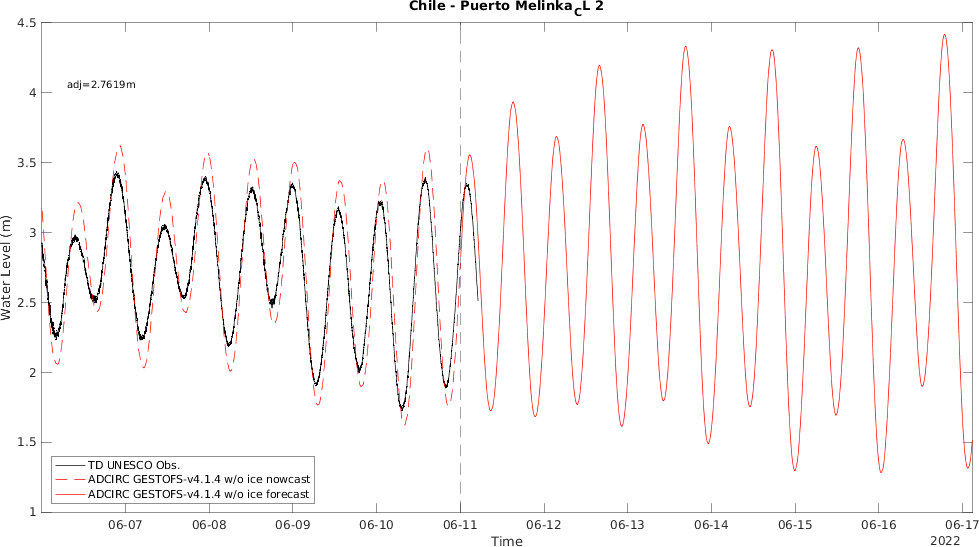 Chile - Puerto Melinka_CL 2
adj=2.7619m
Water Level (m)
4.5
4
3.5
3
2.5
2
1.5
1
TD UNESCO Obs.
ADCIRC GESTOFS-v4.1.4 w/o ice nowcast
ADCIRC GESTOFS-v4.1.4 w/o ice forecast
06-07 06-08 06-09 06-10 06-11 06-12 06-13 06-14 06-15 06-16 06-17
Time
2022